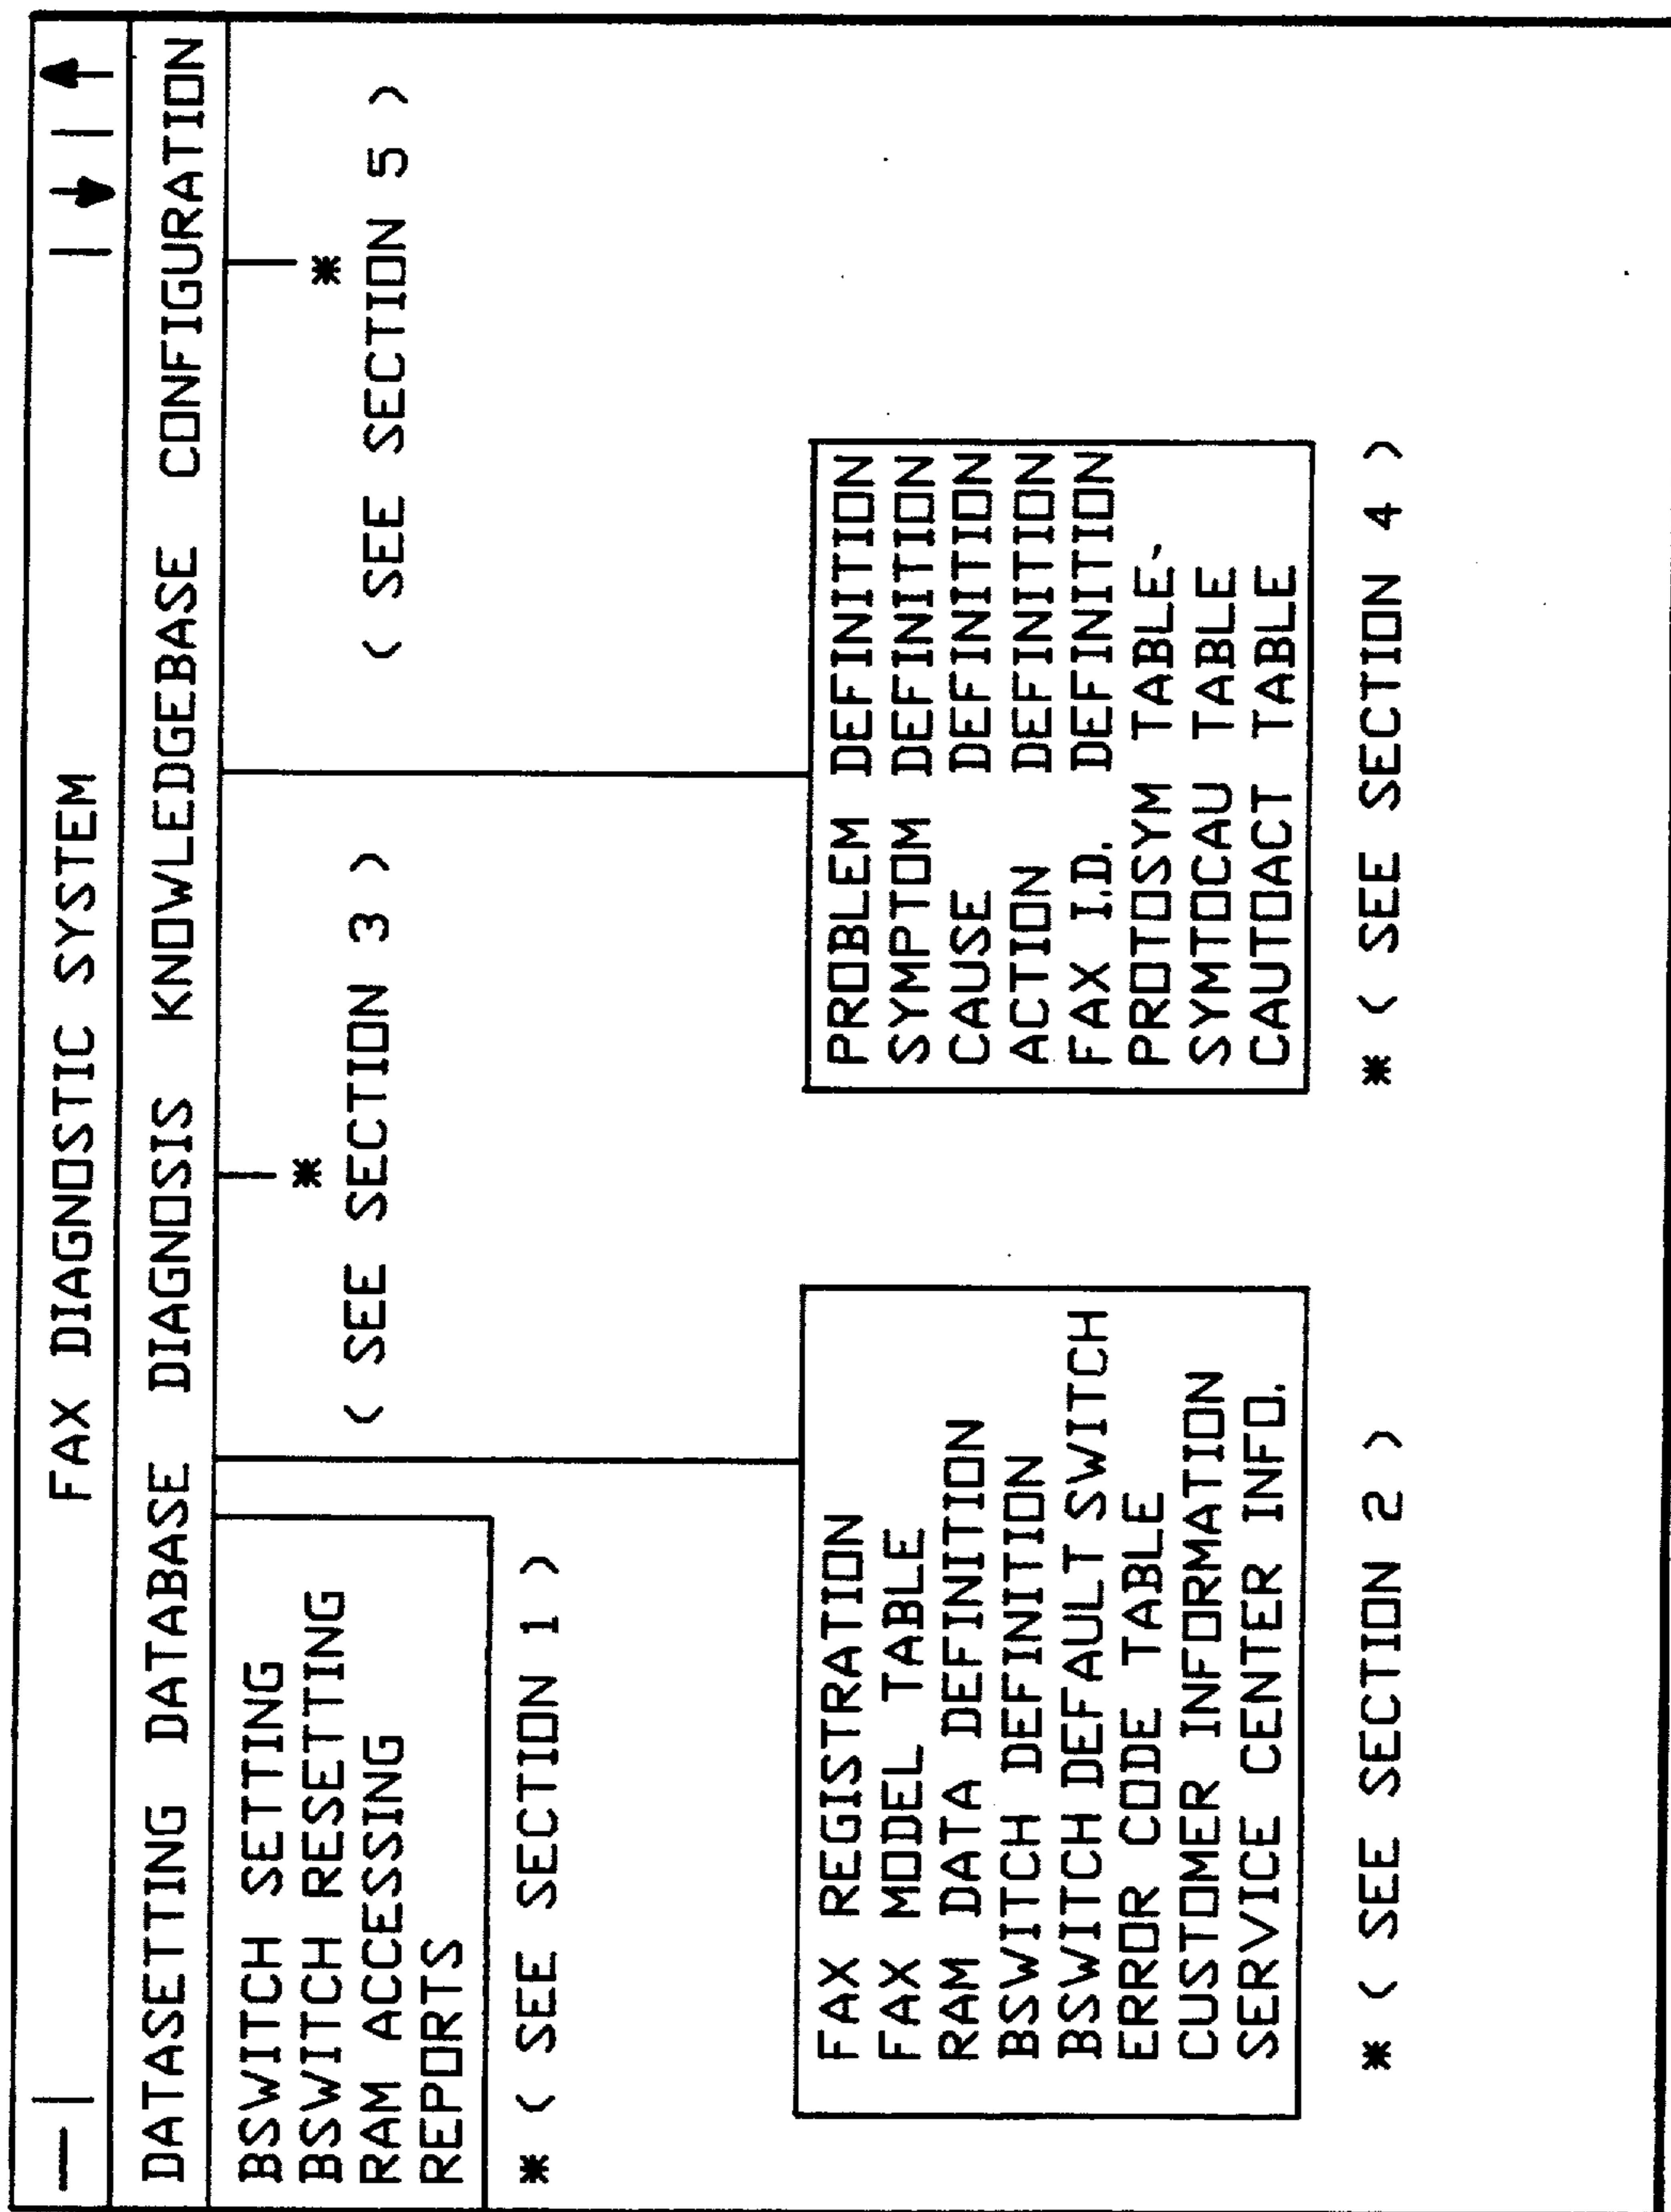 FAX DIAGNOSTIC SYSTEM
DATASETTING DATABASE DIAGNOSIS KNOWLEDGEBASE CONFIGURATION
BSWITCH SETTING
BSWITCH RESETTING
RAM ACCESSING
REPORTS
* ( SEE SECTION 1 )
*
( SEE SECTION 3 )
*
( SEE SECTION 5 )
FAX REGISTRATION
FAX MODEL TABLE
RAM DATA DEFINITION
BSWITCH DEFINITION
BSWITCH DEFAULT SWITCH
ERROR CODE TABLE
CUSTOMER INFORMATION
SERVICE CENTER INFO.
* ( SEE SECTION 2 )
PROBLEM DEFINITION
SYMPTOM DEFINITION
CAUSE DEFINITION
ACTION DEFINITION
FAX I.D. DEFINITION
PROTOSYM TABLE,
SYMTOCAU TABLE
CAUTOACT TABLE
* ( SEE SECTION 4 )